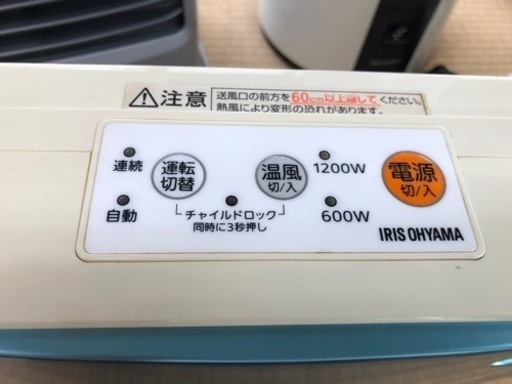 注意
送風口の前方を60cm以上離してください。
熱風により変形の恐れがあります。
連続
運転
切替
温風
切/入
1200W
電源
切/入
自動
チャイルドロック
同時に3秒押し
600W
IRIS OHYAMA